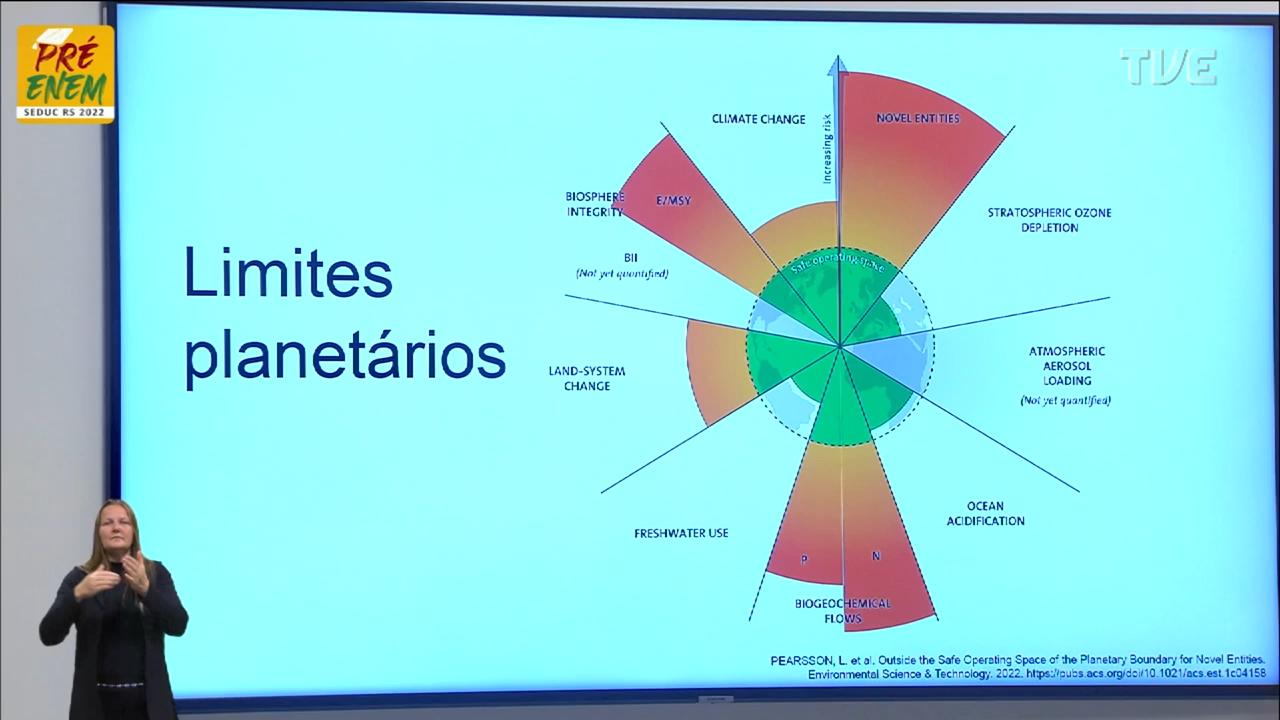 PRÉ
ENEM
SEDUC RS 2022
TVE
Limites
planetários
CLIMATE CHANGE
Increasing risk
NOVEL ENTITIES
BIOSPHERE
INTEGRITY
E/MSY
STRATOSPHERIC OZONE
DEPLETION
BII
(Not yet quantified)
Safe operating space
LAND-SYSTEM
CHANGE
ATMOSPHERIC
AEROSOL
LOADING
(Not yet quantified)
FRESHWATER USE
OCEAN
ACIDIFICATION
P
N
BIOGEOCHEMICAL
FLOWS
PEARSSON, L. et al. Outside the Safe Operating Space of the Planetary Boundary for Novel Entities.
Environmental Science & Technology. 2022. https://pubs.acs.org/doi/10.1021/acs.est.1c04158